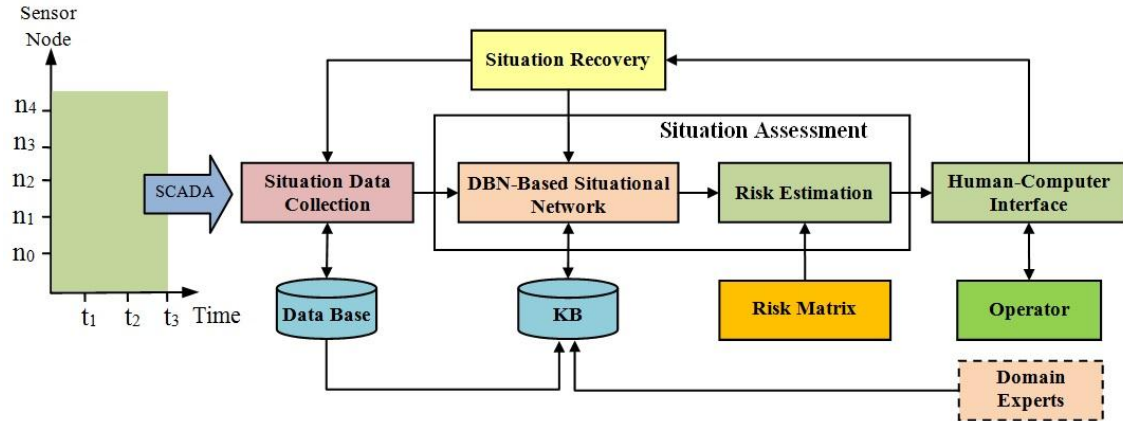 Sensor
Node
n₄
n₃
n₂
n₁
n₀
t₁ t₂ t₃ Time
SCADA
Situation Recovery
Situation Assessment
Situation Data
Collection
DBN-Based Situational
Network
Risk Estimation
Human-Computer
Interface
Data Base
KB
Risk Matrix
Operator
Domain
Experts